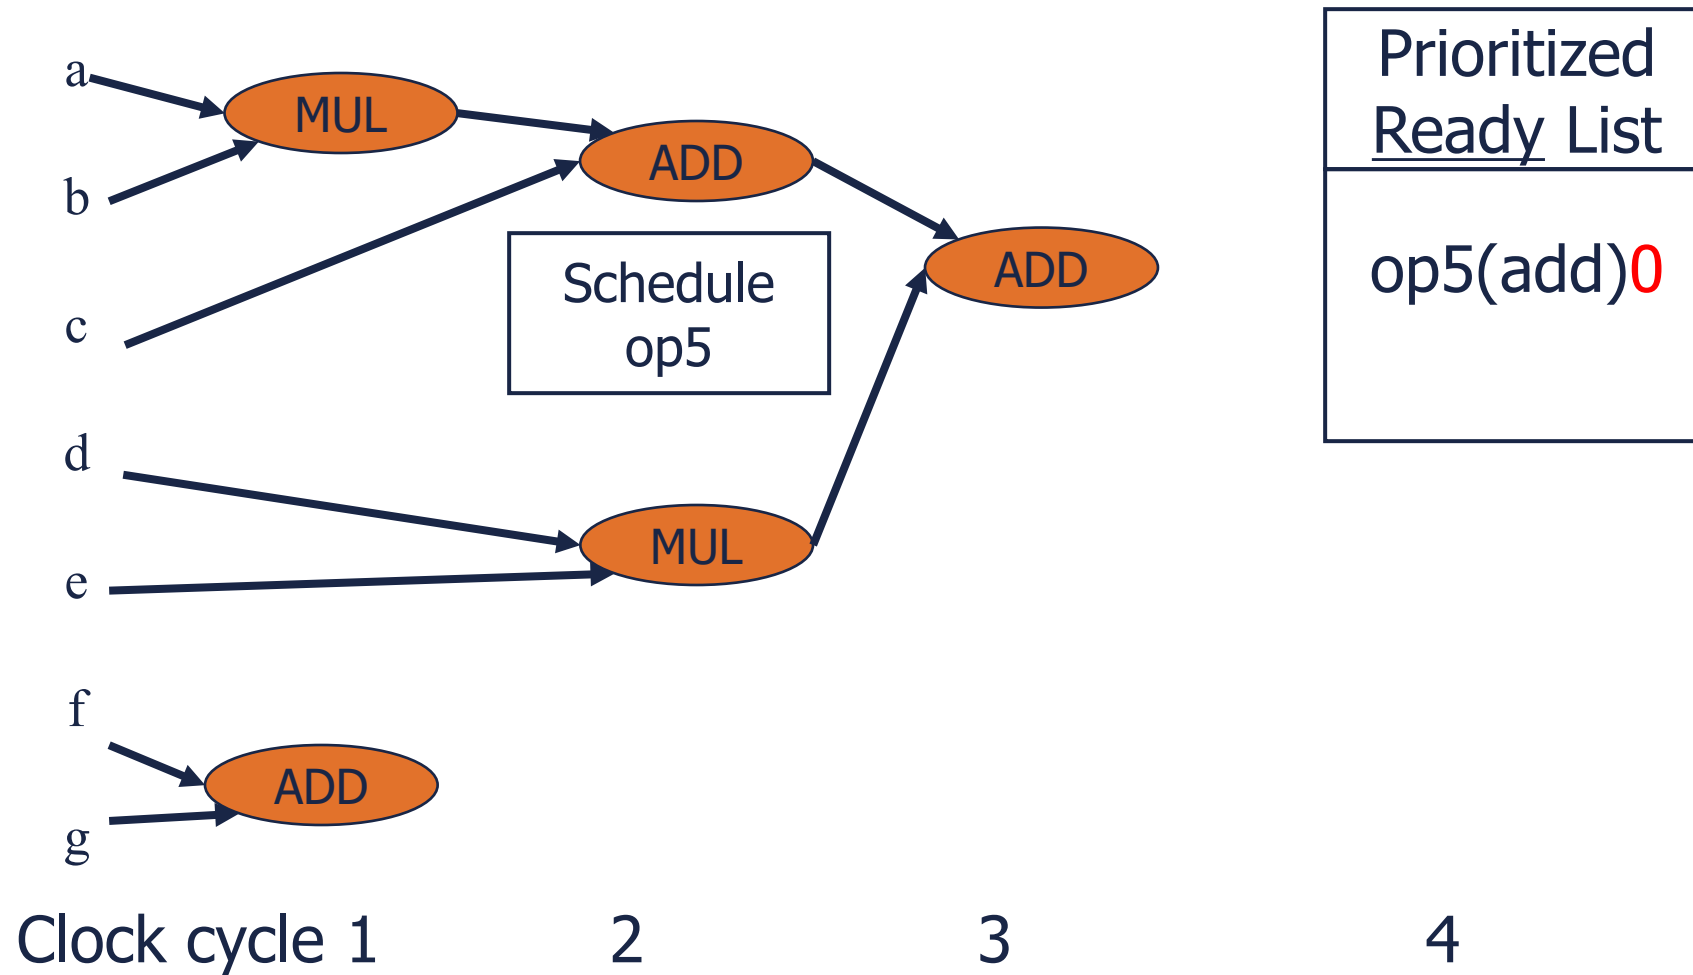 a
MUL
b
ADD
c
Schedule
op5
ADD
d
MUL
e
f
ADD
g
Prioritized
Ready List
op5(add)0
Clock cycle 1 2 3 4